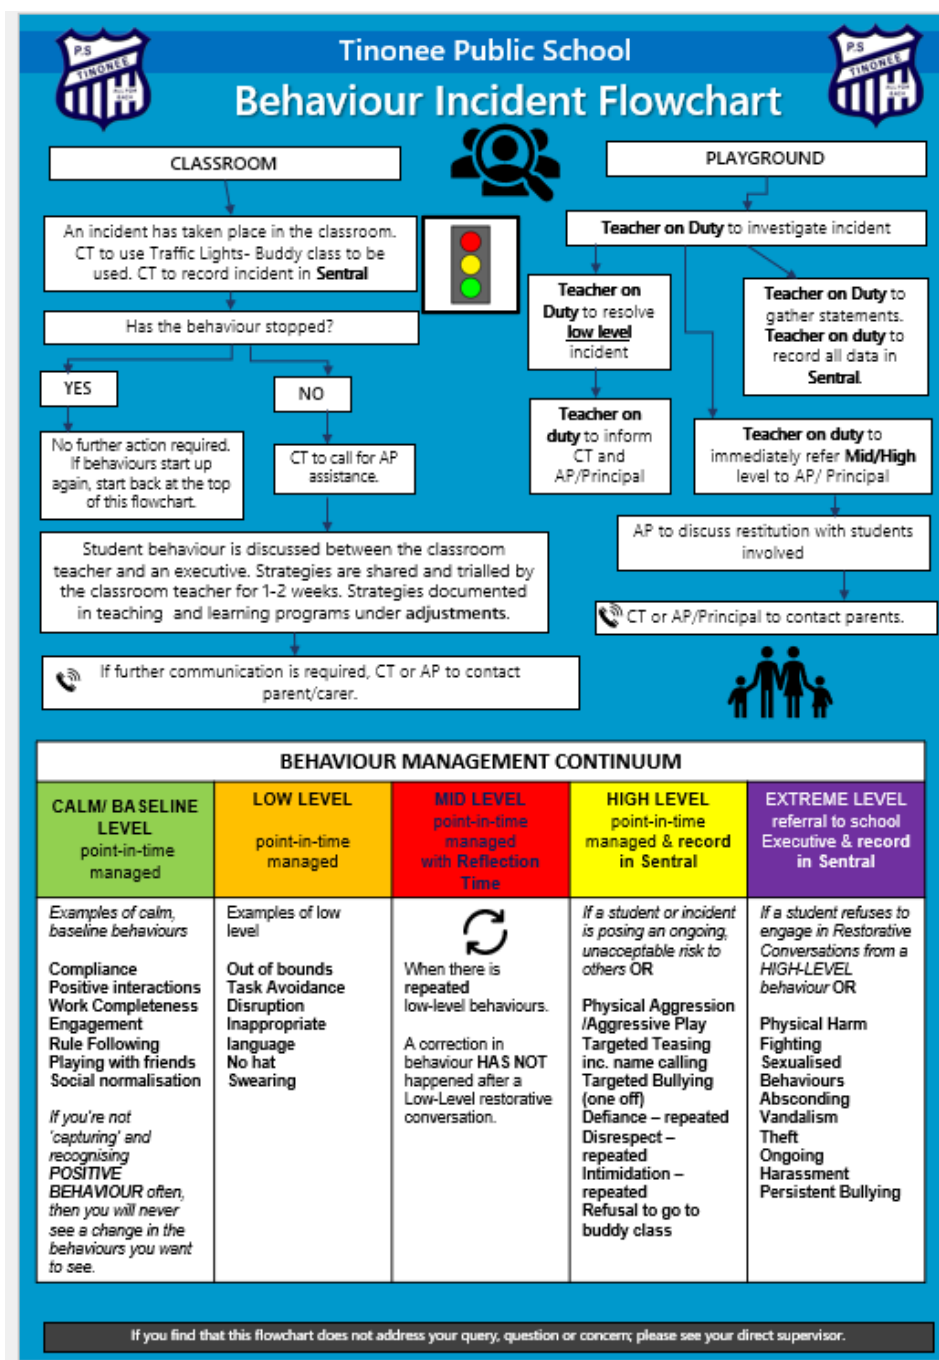 P.S
TINONEE
ALL FOR
EACH
P.S
TINONEE
ALL FOR
EACH
Tinonee Public School
Behaviour Incident Flowchart
CLASSROOM
An incident has taken place in the classroom.
CT to use Traffic Lights- Buddy class to be
used. CT to record incident in Sentral
Has the behaviour stopped?
YES
NO
No further action required.
If behaviours start up
again, start back at the top
of this flowchart.
CT to call for AP
assistance.
Student behaviour is discussed between the classroom
teacher and an executive. Strategies are shared and trialled by
the classroom teacher for 1-2 weeks. Strategies documented
in teaching and learning programs under adjustments.
If further communication is required, CT or AP to contact
parent/carer.
PLAYGROUND
Teacher on Duty to investigate incident
Teacher on
Duty to resolve
low level
incident
Teacher on
duty to inform
CT and
AP/Principal
Teacher on Duty to
gather statements.
Teacher on duty to
record all data in
Sentral.
Teacher on duty to
immediately refer Mid/High
level to AP/ Principal
AP to discuss restitution with students
involved
CT or AP/Principal to contact parents.
BEHAVIOUR MANAGEMENT CONTINUUM
CALM/ BASELINE
LEVEL
point-in-time
managed
LOW LEVEL
point-in-time
managed
MID LEVEL
point-in-time
managed
with Reflection
Time
HIGH LEVEL
point-in-time
managed & record
in Sentral
EXTREME LEVEL
referral to school
Executive & record
in Sentral
Examples of calm,
baseline behaviours
Compliance
Positive interactions
Work Completeness
Engagement
Rule Following
Playing with friends
Social normalisation
If you're not
'capturing' and
recognising
POSITIVE
BEHAVIOUR often,
then you will never
see a change in the
behaviours you want
to see.
Examples of low
level
Out of bounds
Task Avoidance
Disruption
Inappropriate
language
No hat
Swearing
When there is
repeated
low-level behaviours.
A correction in
behaviour HAS NOT
happened after a
Low-Level restorative
conversation.
If a student or incident
is posing an ongoing,
unacceptable risk to
others OR
Physical Aggression
/Aggressive Play
Targeted Teasing
inc. name calling
Targeted Bullying
(one off)
Defiance – repeated
Disrespect –
repeated
Intimidation –
repeated
Refusal to go to
buddy class
If a student refuses to
engage in Restorative
Conversations from a
HIGH-LEVEL
behaviour OR
Physical Harm
Fighting
Sexualised
Behaviours
Absconding
Vandalism
Theft
Ongoing
Harassment
Persistent Bullying
If you find that this flowchart does not address your query, question or concern; please see your direct supervisor.